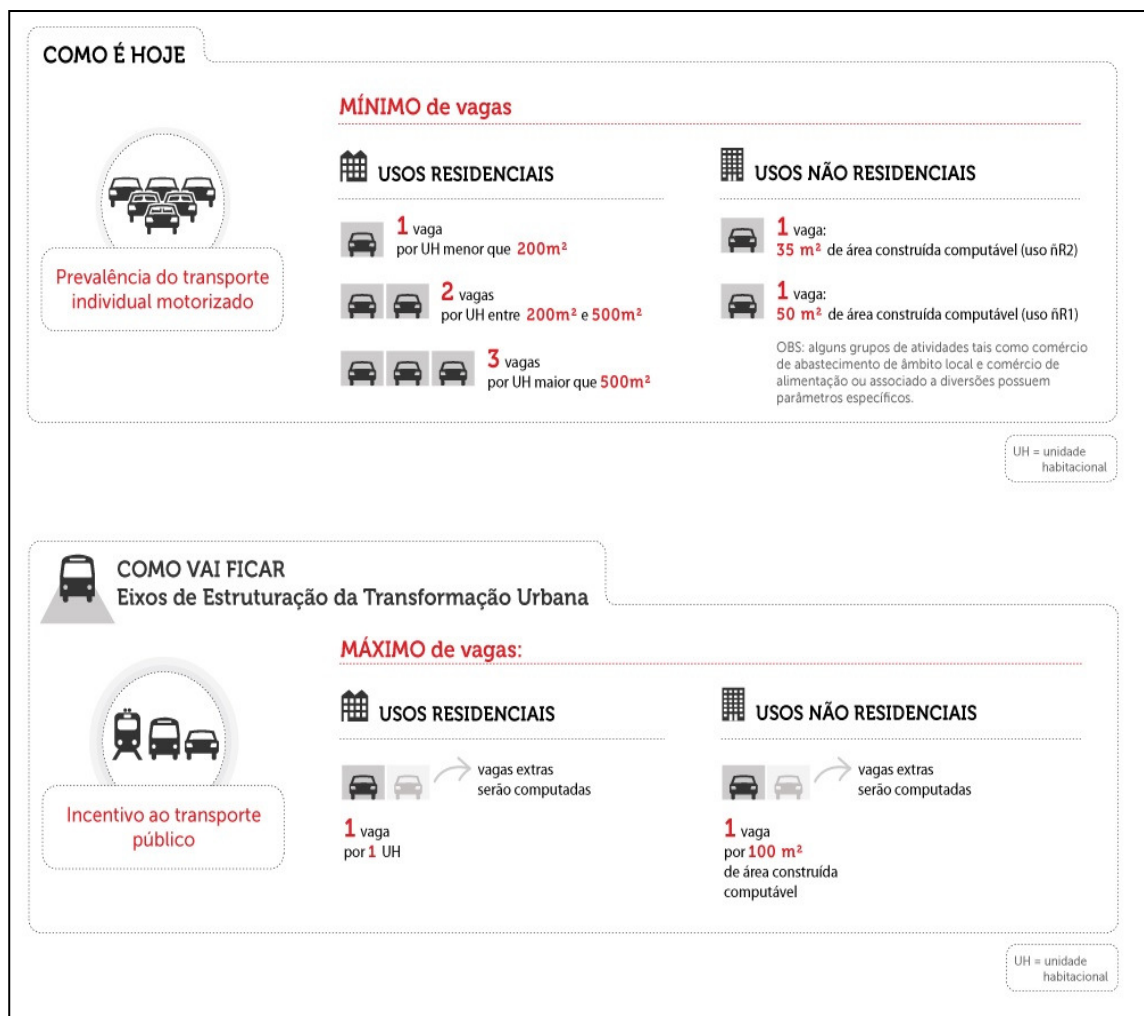 COMO É HOJE
Prevalência do transporte
individual motorizado
MÍNIMO de vagas
USOS RESIDENCIAIS
1 vaga
por UH menor que 200m²
2 vagas
por UH entre 200m² e 500m²
3 vagas
por UH maior que 500m²
USOS NÃO RESIDENCIAIS
1 vaga:
35 m² de área construída computável (uso ñR2)
1 vaga:
50 m² de área construída computável (uso ñR1)
OBS: alguns grupos de atividades tais como comércio
de abastecimento de âmbito local e comércio de
alimentação ou associado a diversões possuem
parâmetros específicos.
UH = unidade
habitacional
COMO VAI FICAR
Eixos de Estruturação da Transformação Urbana
Incentivo ao transporte
público
MÁXIMO de vagas:
USOS RESIDENCIAIS
vagas extras
serão computadas
1 vaga
por 1 UH
USOS NÃO RESIDENCIAIS
vagas extras
serão computadas
1 vaga
por 100 m²
de área construída
computável
UH = unidade
habitacional